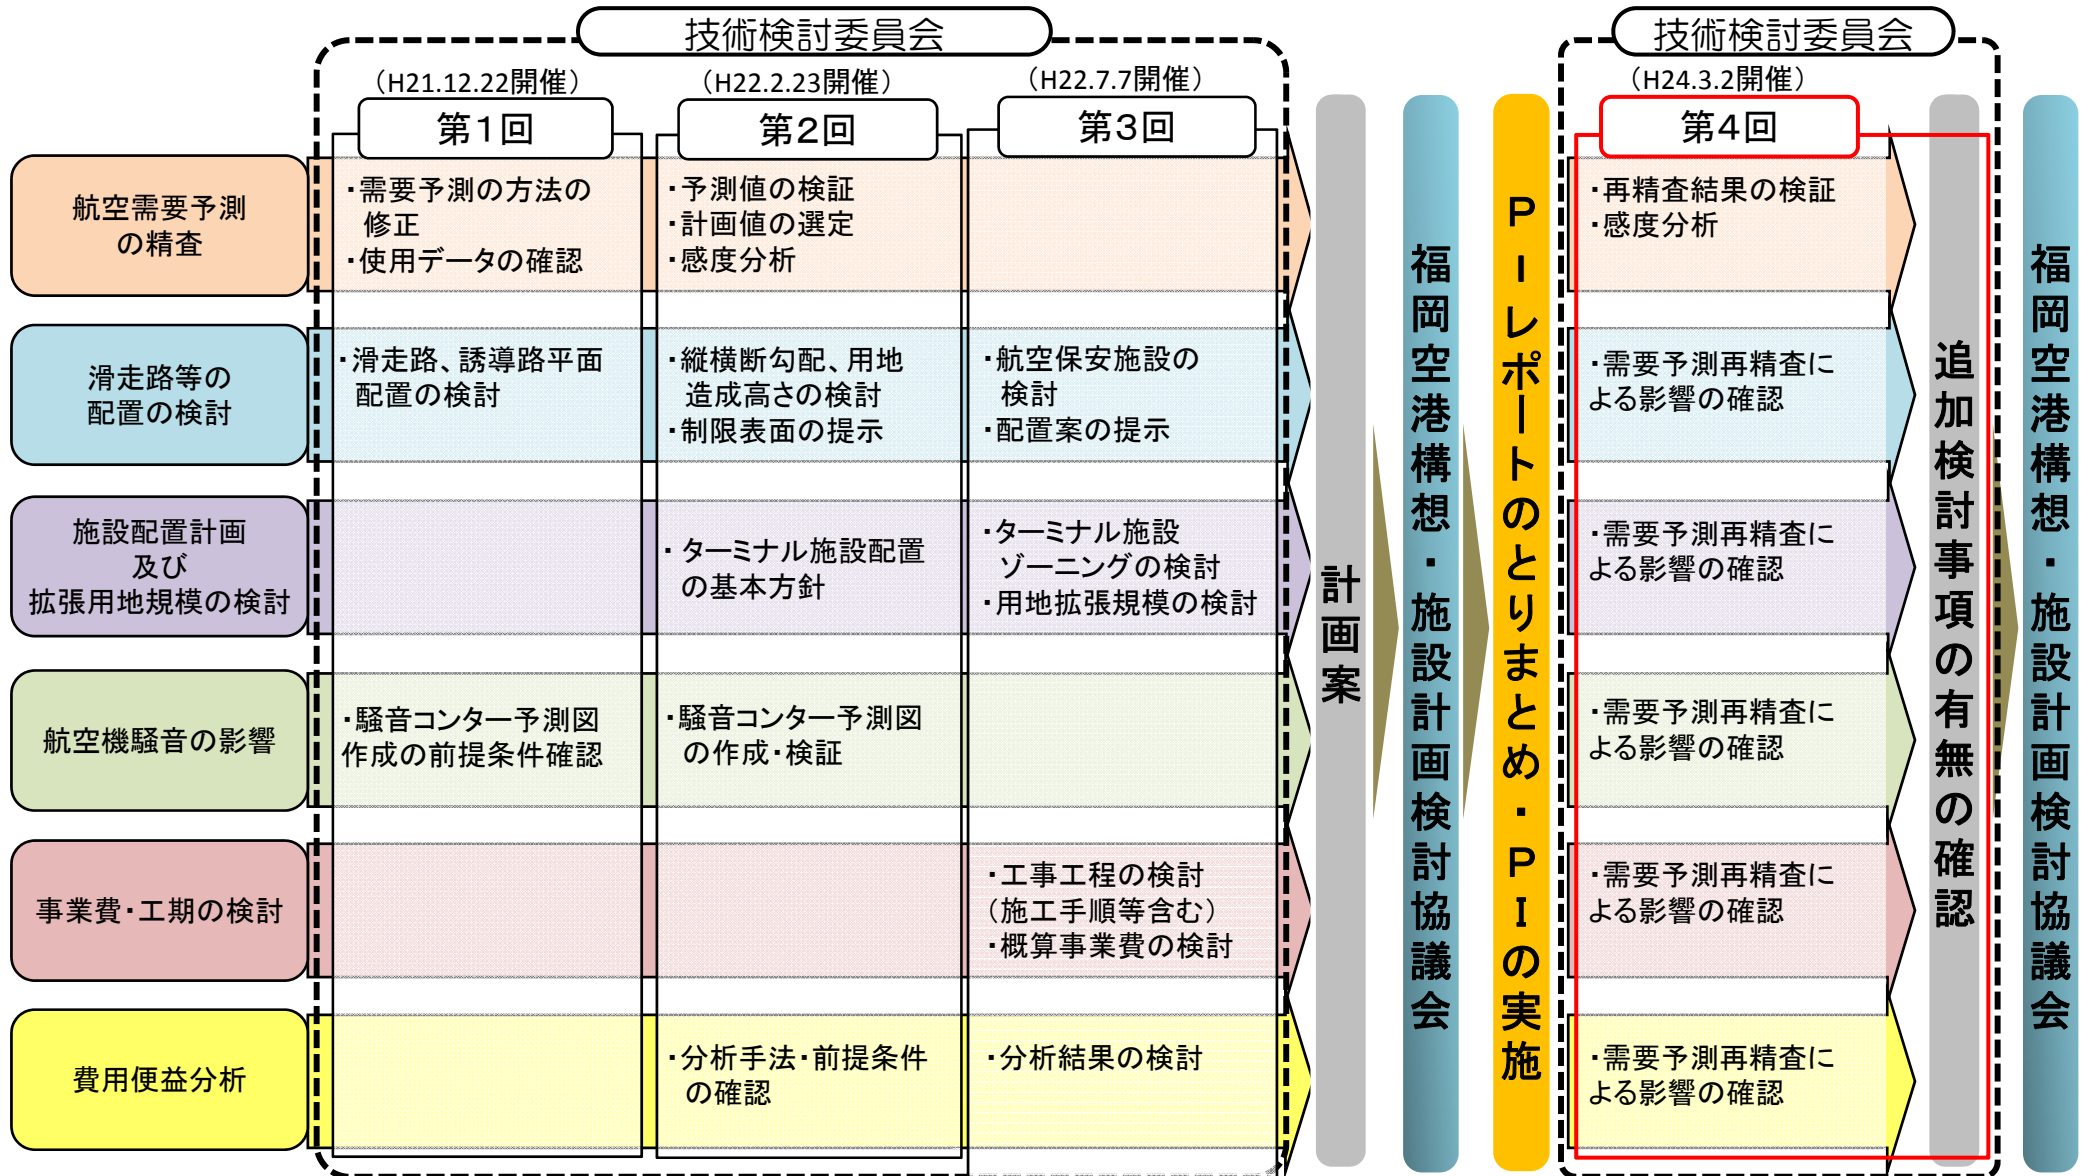 技術検討委員会
(H21.12.22開催)
第1回
(H22.2.23開催)
第2回
(H22.7.7開催)
第3回
航空需要予測
の精査
・需要予測の方法の
修正
・使用データの確認
・予測値の検証
・計画値の選定
・感度分析
滑走路等の
配置の検討
・滑走路、誘導路平面
配置の検討
・縦横断勾配、用地
造成高さの検討
・制限表面の提示
・航空保安施設の
検討
・配置案の提示
施設配置計画
及び
拡張用地規模の検討
・ターミナル施設配置
の基本方針
・ターミナル施設
ゾーニングの検討
・用地拡張規模の検討
航空機騒音の影響
・騒音コンター予測図
作成の前提条件確認
・騒音コンター予測図
の作成・検証
事業費・工期の検討
・工事工程の検討
(施工手順等含む)
・概算事業費の検討
費用便益分析
・分析手法・前提条件
の確認
・分析結果の検討
計画案
福岡空港構想・施設計画検討協議会
PIレポートのとりまとめ・PIの実施
技術検討委員会
(H24.3.2開催)
第4回
・再精査結果の検証
・感度分析
・需要予測再精査に
よる影響の確認
・需要予測再精査に
よる影響の確認
・需要予測再精査に
よる影響の確認
・需要予測再精査に
よる影響の確認
・需要予測再精査に
よる影響の確認
追加検討事項の有無の確認
福岡空港構想・施設計画検討協議会